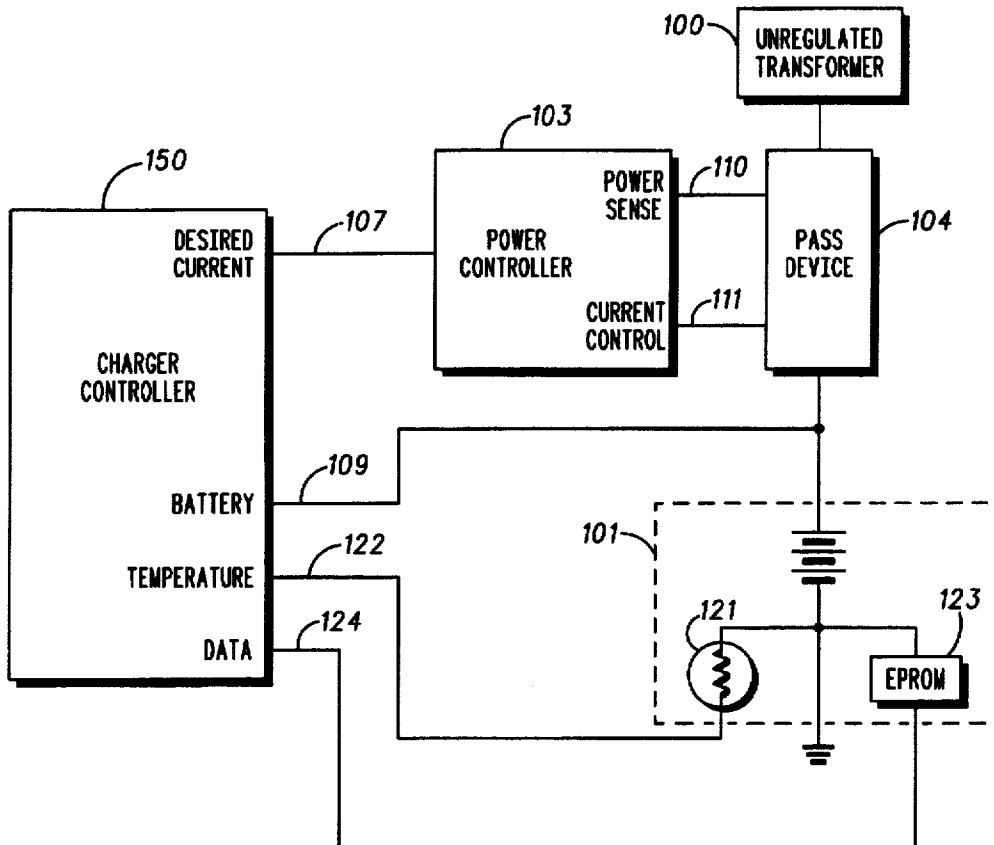 100
UNREGULATED
TRANSFORMER
103
150
POWER
SENSE
110
DESIRED
CURRENT
107
POWER
CONTROLLER
PASS
DEVICE
104
CURRENT
CONTROL
111
CHARGER
CONTROLLER
BATTERY
109
101
TEMPERATURE
122
121
123
DATA
124
EPROM